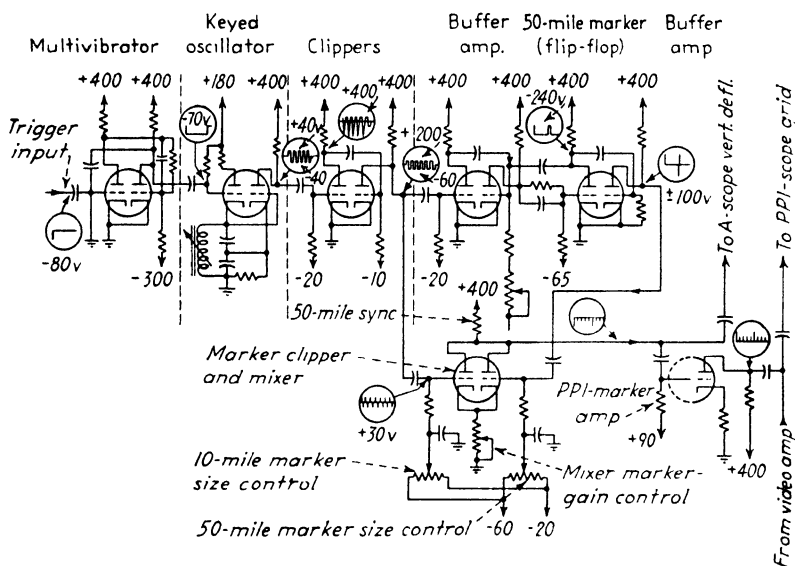 Multivibrator
Keyed
oscillator
Clippers
Buffer
amp.
50-mile marker
(flip-flop)
Buffer
amp
+400 +400
+180 +400
+400 +400 +400
+400
+400
+400
+400
-70v
+40v
-40
+ 200
-60
-240v
±100v
Trigger
input
-80v
-300
-20
-10
-20
-65
+400
50-mile sync
To A-scope vert. defl.
To PPI-scope grid
Marker clipper
and mixer
+30v
PPI-marker
amp
+90
+400
10-mile marker
size control
Mixer marker-
gain control
50-mile marker size control
-60 -20
From video amp